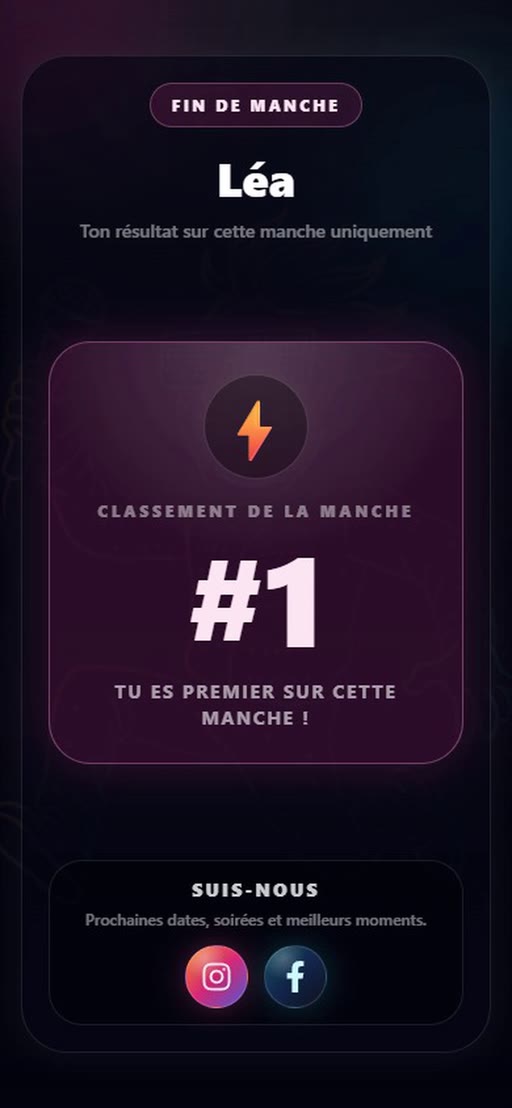 FIN DE MANCHE
Léa
Ton résultat sur cette manche uniquement
CLASSEMENT DE LA MANCHE
#1
TU ES PREMIER SUR CETTE
MANCHE !
SUIS-NOUS
Prochaines dates, soirées et meilleurs moments.